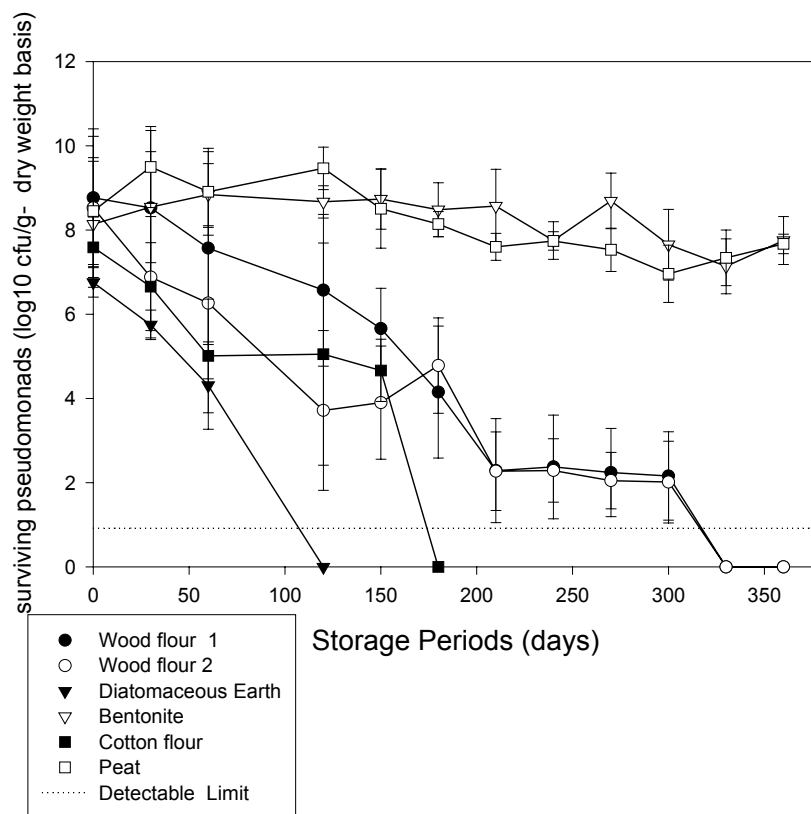 surviving pseudomonads (log10 cfu/g- dry weight basis)
12
10
8
6
4
2
0
0 50 100 150 200 250 300 350
Storage Periods (days)
Wood flour 1
Wood flour 2
Diatomaceous Earth
Bentonite
Cotton flour
Peat
Detectable Limit